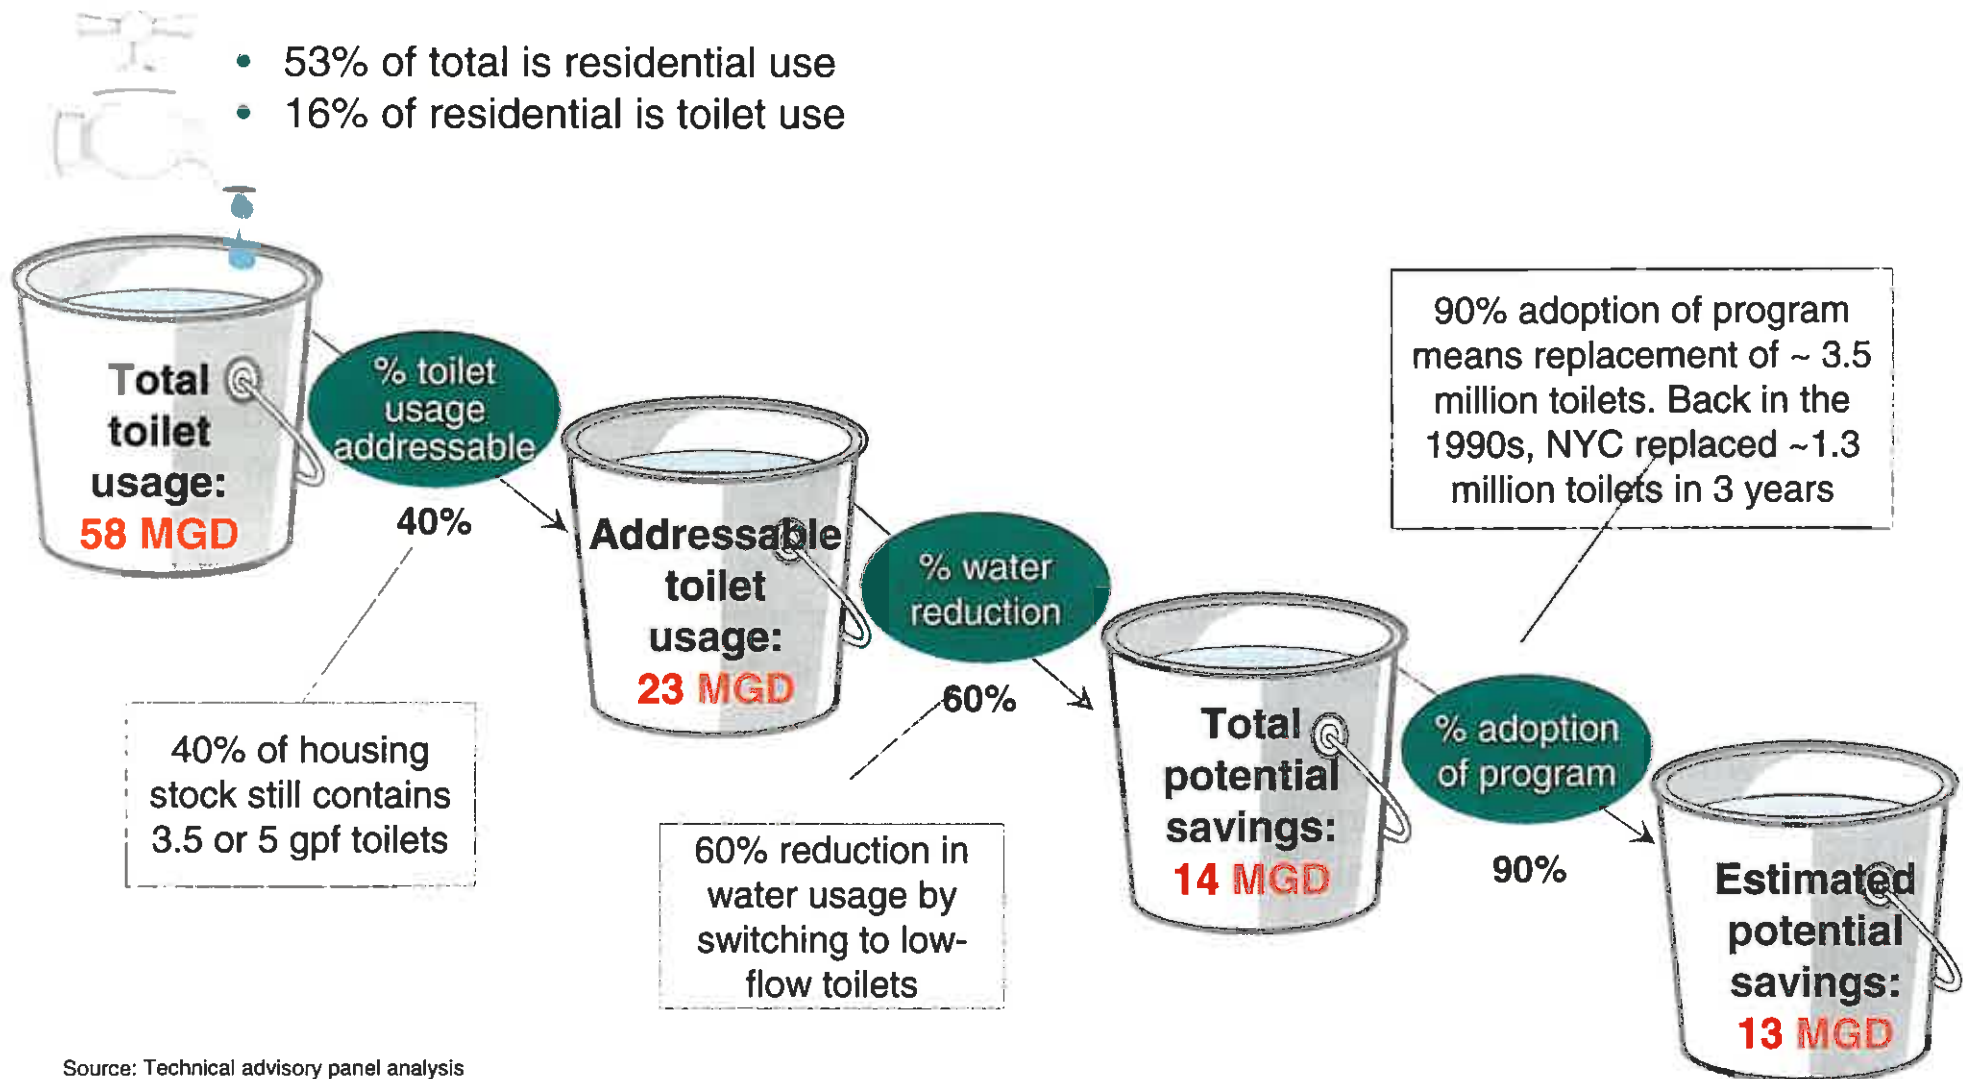 • 53% of total is residential use
• 16% of residential is toilet use
Total
toilet
usage:
58 MGD
% toilet
usage
addressable
40%
40% of housing
stock still contains
3.5 or 5 gpf toilets
Addressable
toilet
usage:
23 MGD
% water
reduction
60%
60% reduction in
water usage by
switching to low-
flow toilets
Total
potential
savings:
14 MGD
90% adoption of program
means replacement of ~ 3.5
million toilets. Back in the
1990s, NYC replaced ~1.3
million toilets in 3 years
% adoption
of program
90%
Estimated
potential
savings:
13 MGD
Source: Technical advisory panel analysis